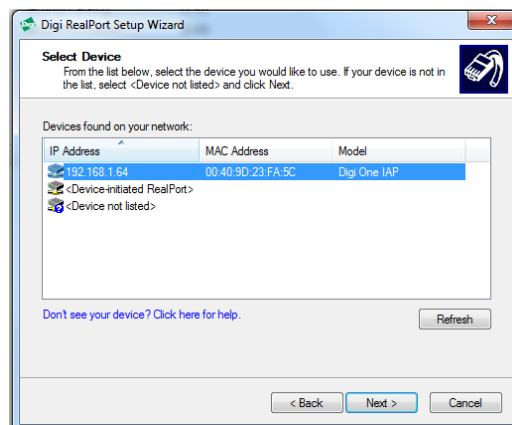 Digi RealPort Setup Wizard
Select Device
From the list below, select the device you would like to use. If your device is not in
the list, select <Device not listed> and click Next.
Devices found on your network:
IP Address MAC Address Model
192.168.1.64 00:40:9D:23:FA:5C Digi One IAP
<Device-initiated RealPort>
<Device not listed>
Don't see your device? Click here for help.
Refresh
< Back Next > Cancel